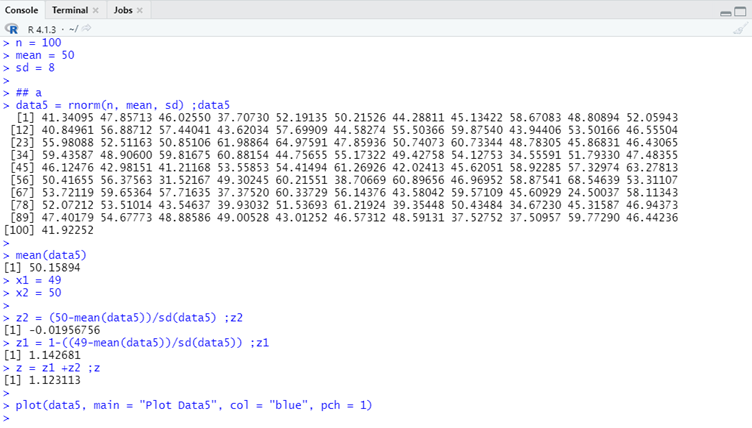 Console Terminal × Jobs ×
R 4.1.3 · ~/
> n = 100
> mean = 50
> sd = 8
>
> ## a
> data5 = rnorm(n, mean, sd) ;data5
[1] 41.34095 47.85713 46.02550 37.70730 52.19135 50.21526 44.28811 45.13422 58.67083 48.80894 52.05943
[12] 40.84961 56.88712 57.44041 43.62034 57.69909 44.58274 55.50366 59.87540 43.94406 53.50166 46.55504
[23] 55.98088 52.51163 50.85106 61.98864 64.97591 47.85936 50.74073 60.73344 48.78305 45.86831 46.43065
[34] 59.43587 48.90600 59.81675 60.88154 44.75655 55.17322 49.42758 54.12753 34.55591 51.79330 47.48355
[45] 46.12476 42.98151 41.21168 53.55853 54.41494 61.26926 42.02413 45.62051 58.92285 57.32974 63.27813
[56] 50.41655 56.37563 31.52167 49.30245 60.21551 38.70669 60.89656 46.96952 58.87541 68.54639 53.31107
[67] 53.72119 59.65364 57.71635 37.37520 60.33729 56.14376 43.58042 59.57109 45.60929 24.50037 58.11343
[78] 52.07212 53.51014 43.54637 39.93032 51.53693 61.21924 39.35448 50.43484 34.67230 45.31587 46.94373
[89] 47.40179 54.67773 48.88586 49.00528 43.01252 46.57312 48.59131 37.52752 37.50957 59.77290 46.44236
[100] 41.92252
>
> mean(data5)
[1] 50.15894
> x1 = 49
> x2 = 50
>
> z2 = (50-mean(data5))/sd(data5) ;z2
[1] -0.01956756
> z1 = 1-((49-mean(data5))/sd(data5)) ;z1
[1] 1.142681
> z = z1 +z2 ;z
[1] 1.123113
>
> plot(data5, main = "Plot Data5", col = "blue", pch = 1)
>